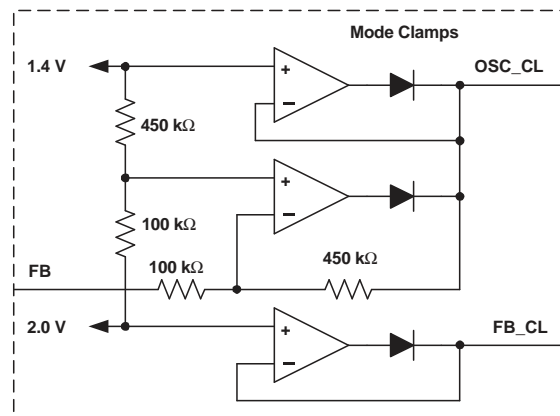 Mode Clamps
1.4 V
OSC_CL
+
−
450 kΩ
+
−
100 kΩ
FB
100 kΩ
450 kΩ
2.0 V
FB_CL
+
−